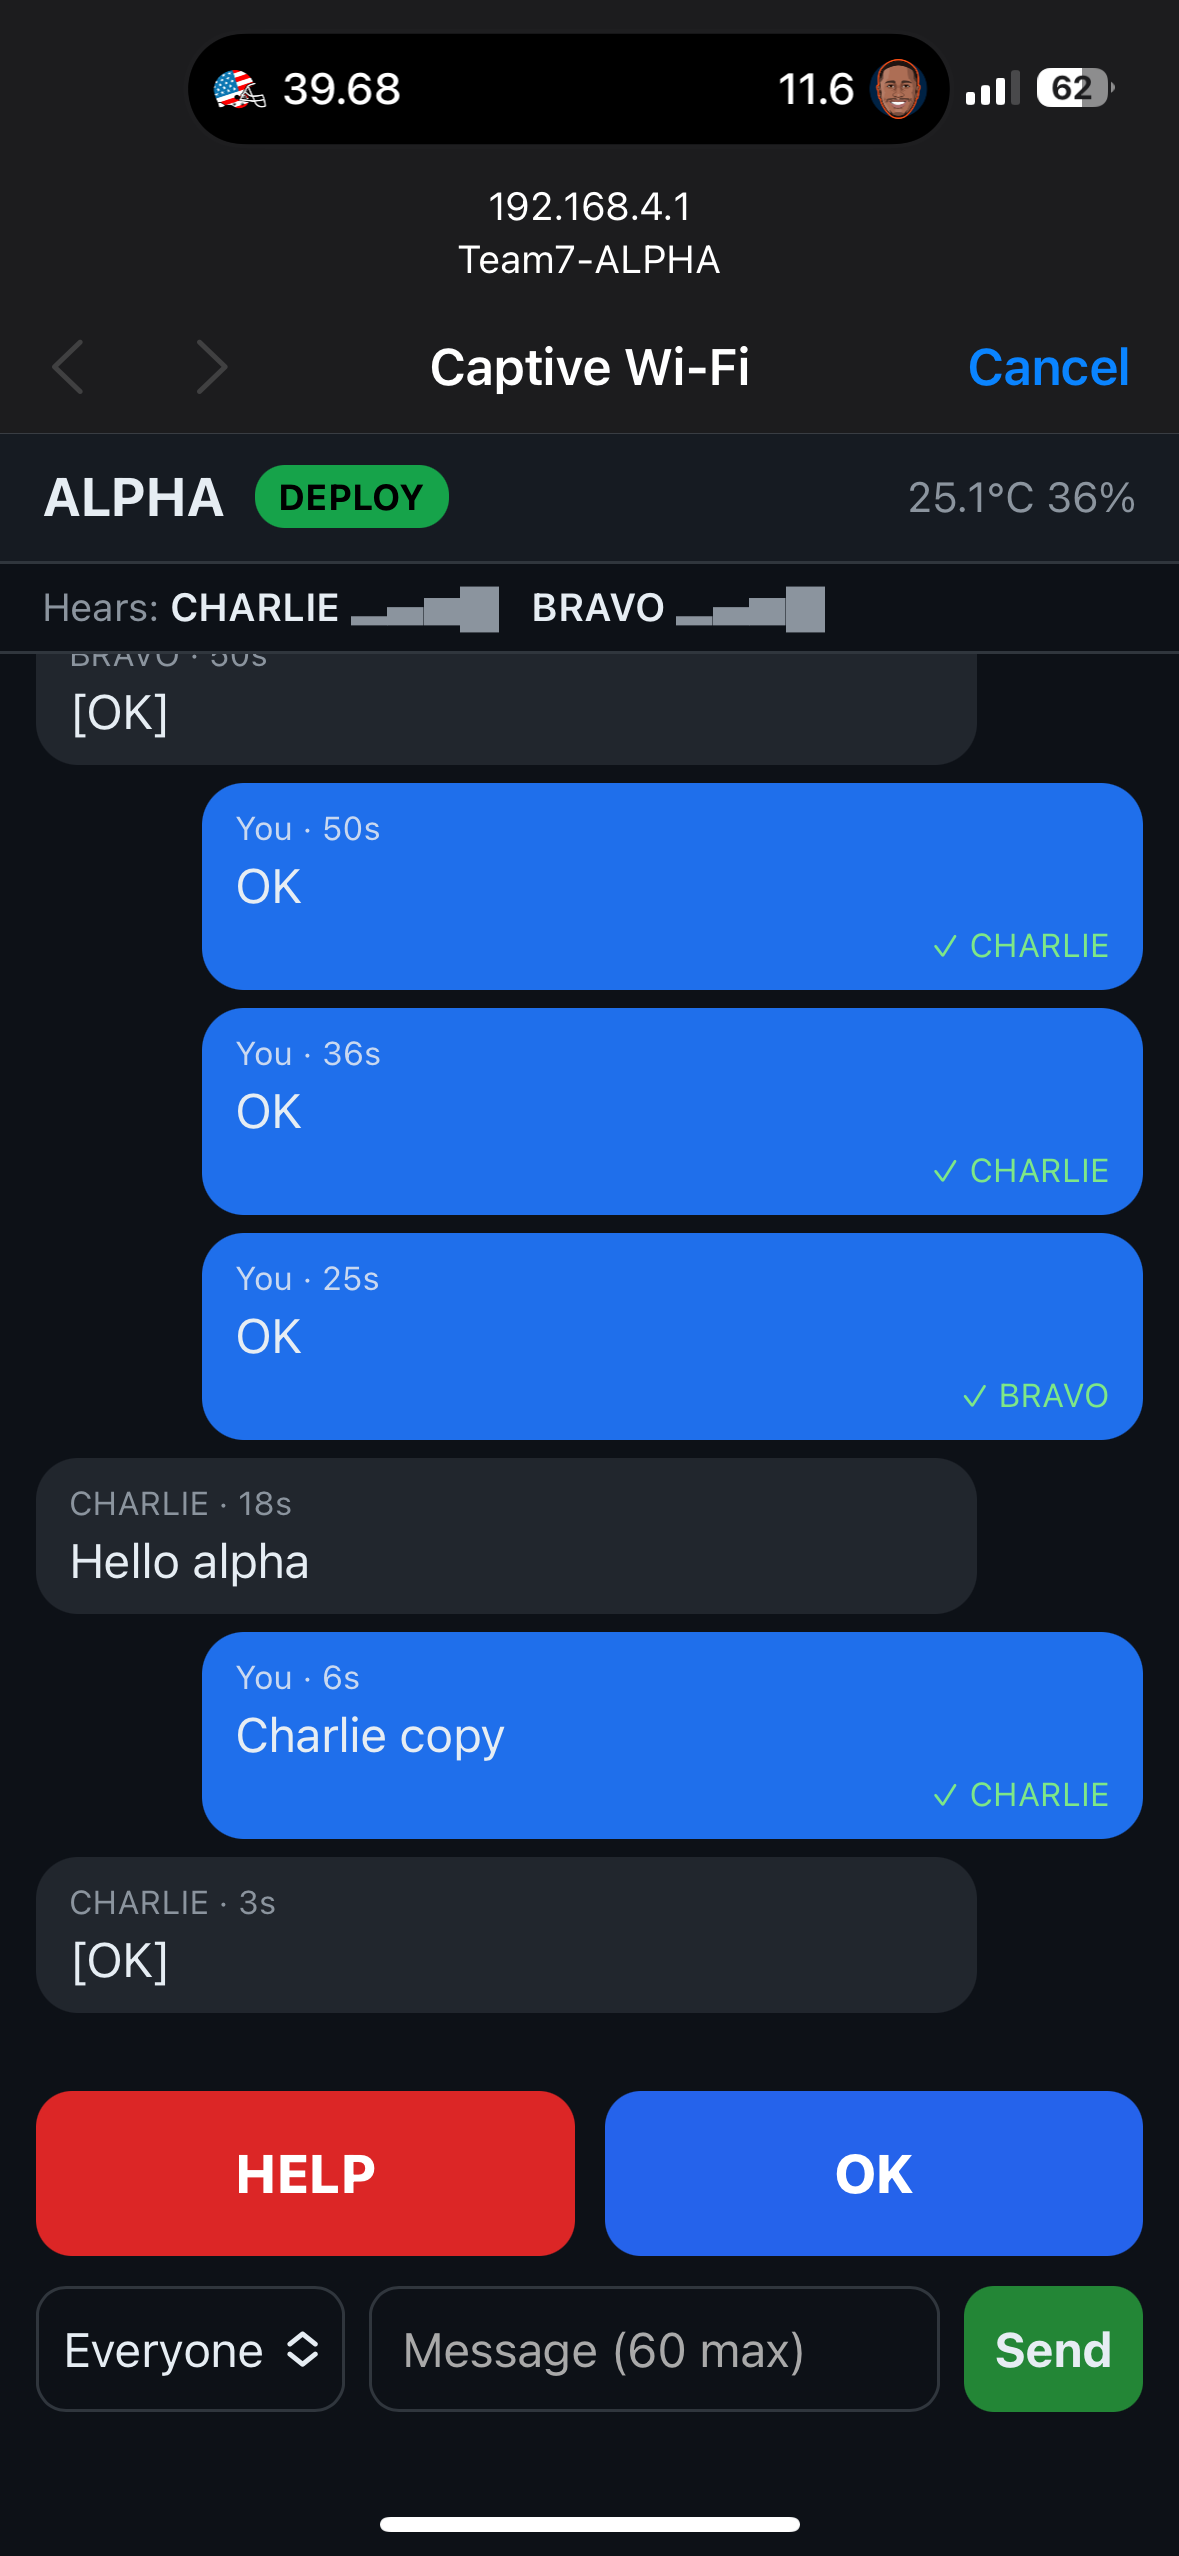 39.68 11.6 62
192.168.4.1
Team7-ALPHA
Captive Wi-Fi Cancel
ALPHA DEPLOY 25.1°C 36%
Hears: CHARLIE ▂▄▆█ BRAVO ▂▄▆█
BRAVO · 50s
[OK]
You · 50s
OK
✓ CHARLIE
You · 36s
OK
✓ CHARLIE
You · 25s
OK
✓ BRAVO
CHARLIE · 18s
Hello alpha
You · 6s
Charlie copy
✓ CHARLIE
CHARLIE · 3s
[OK]
HELP OK
Everyone Message (60 max) Send